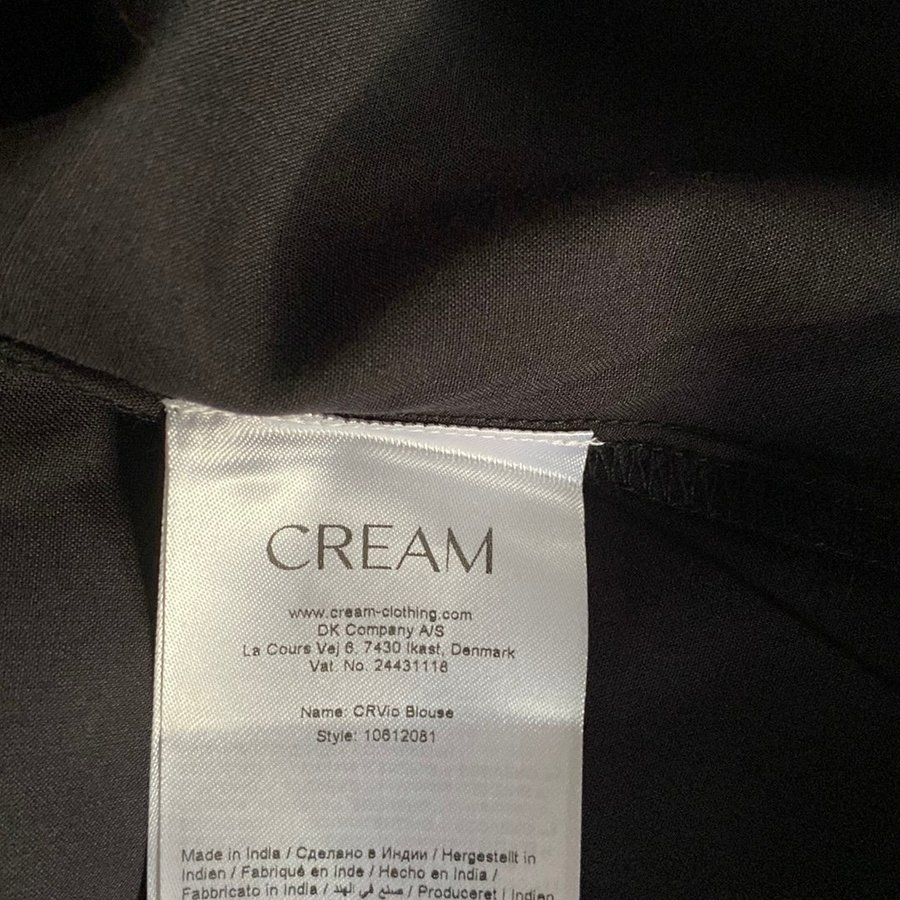 CREAM
www.cream-clothing.com
DK Company A/S
La Cours Vej 6. 7430 Ikast, Denmark
Vat. No. 24431118
Name: CRVio Blouse
Style: 10612081
Made in India / Сделано в Индии / Hergestellt in
Indien / Fabriqué en Inde / Hecho en India /
Fabbricato in India / صنع في الهند / Produceret i Indien